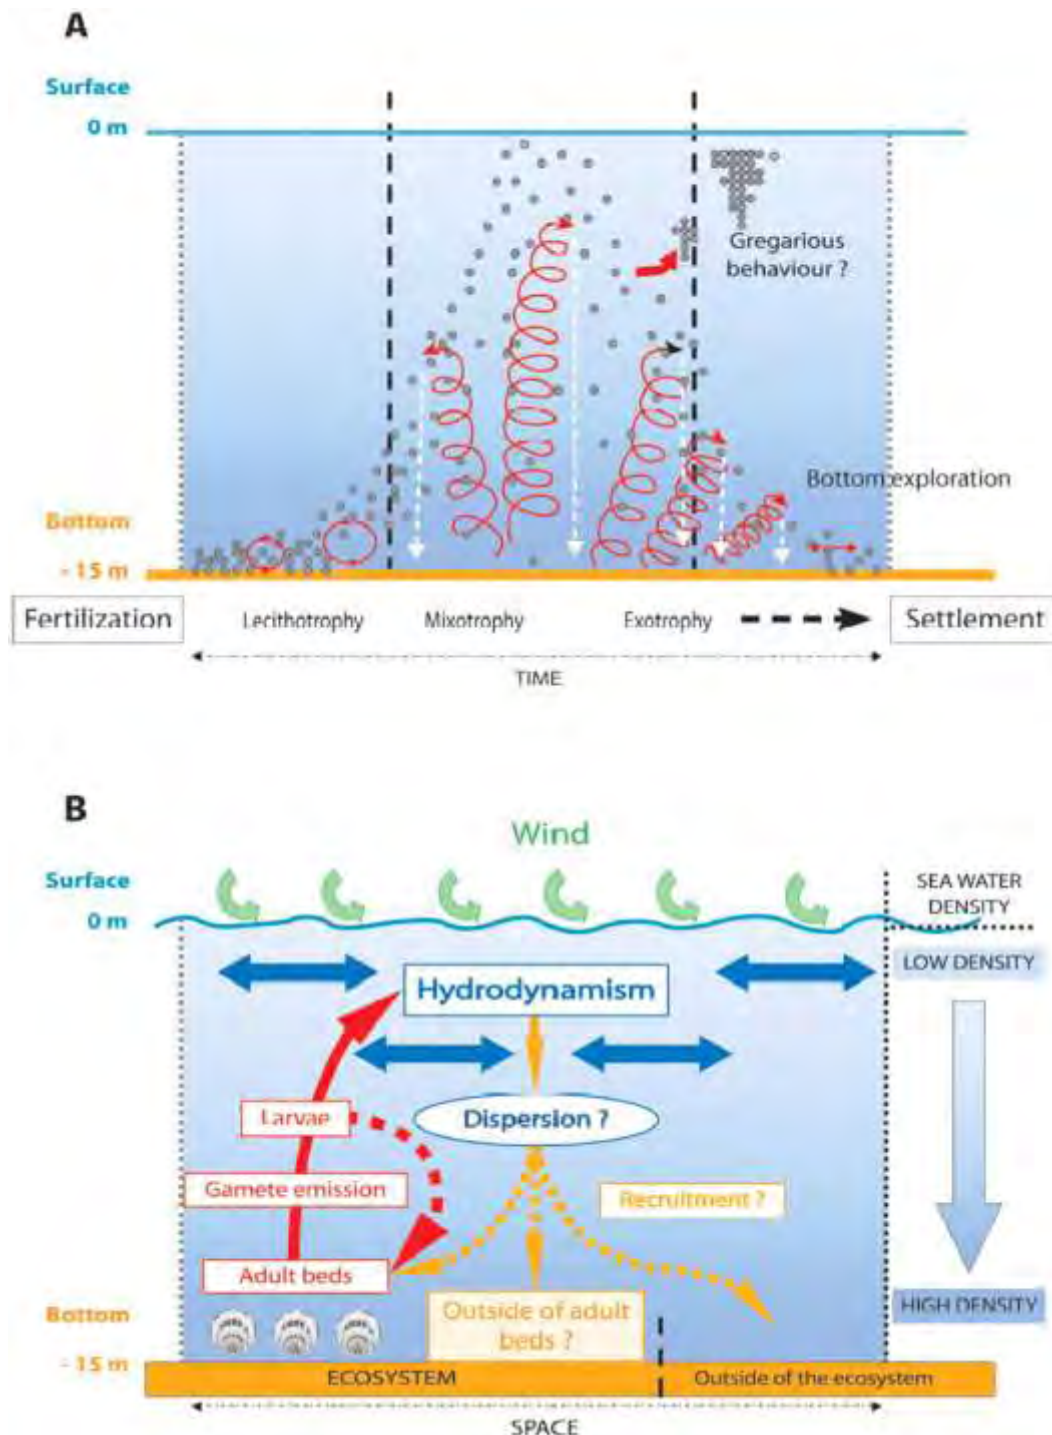 A
Surface
0 m
Gregarious
behaviour ?
Bottom exploration
Bottom
- 15 m
Fertilization
Lecithotrophy
Mixotrophy
Exotrophy
Settlement
TIME
B
Wind
Surface
0 m
SEA WATER
DENSITY
LOW DENSITY
Hydrodynamism
Larvae
Dispersion ?
Gamete emission
Recruitment ?
Adult beds
Outside of adult
beds ?
HIGH DENSITY
Bottom
- 15 m
ECOSYSTEM
Outside of the ecosystem
SPACE